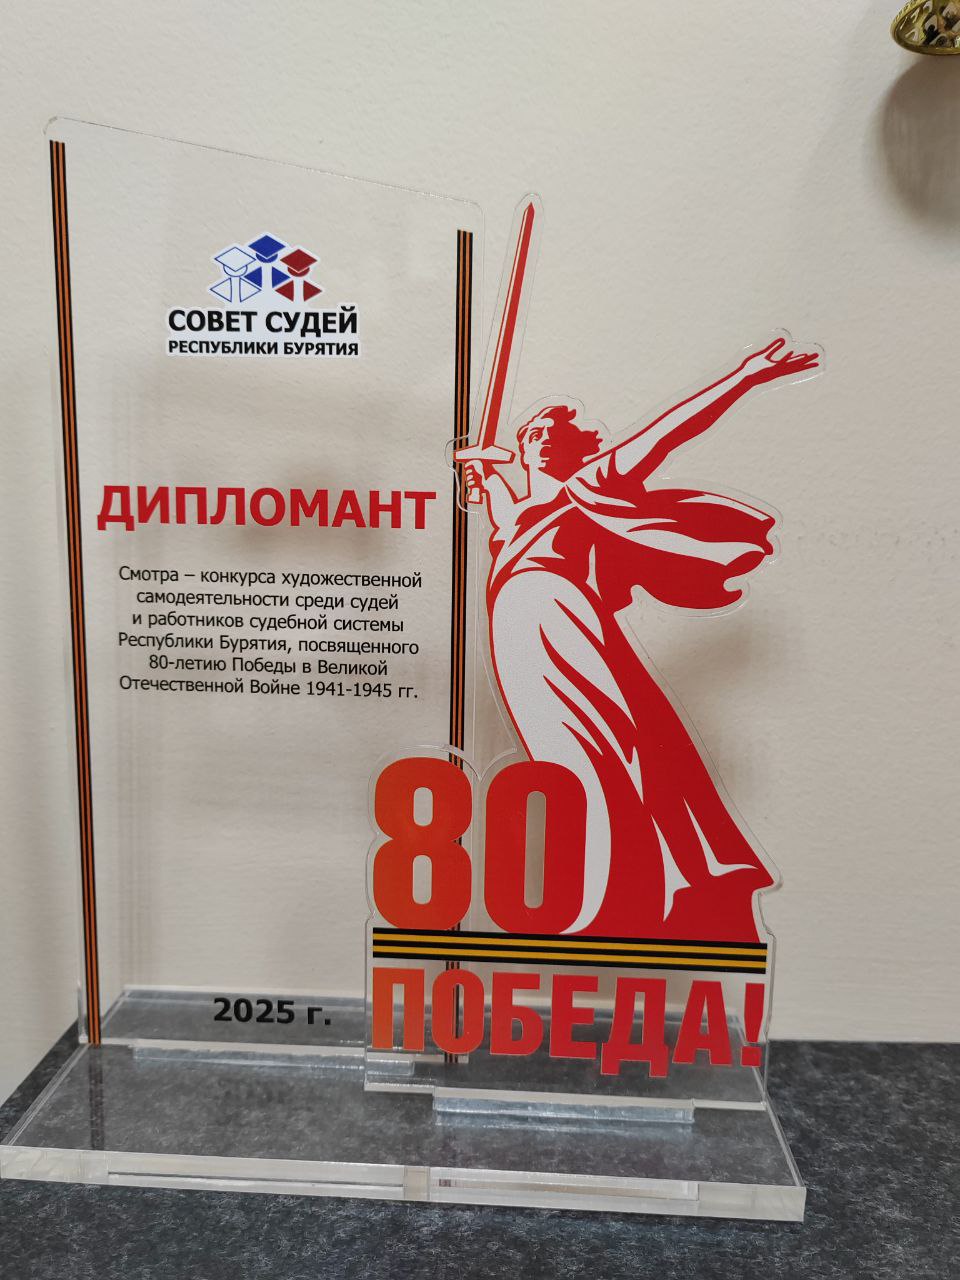 СОВЕТ СУДЕЙ
РЕСПУБЛИКИ БУРЯТИЯ
ДИПЛОМАНТ
Смотра – конкурса художественной
самодеятельности среди судей
и работников судебной системы
Республики Бурятия, посвященного
80-летию Победы в Великой
Отечественной Войне 1941-1945 гг.
2025 г.
80
ПОБЕДА!